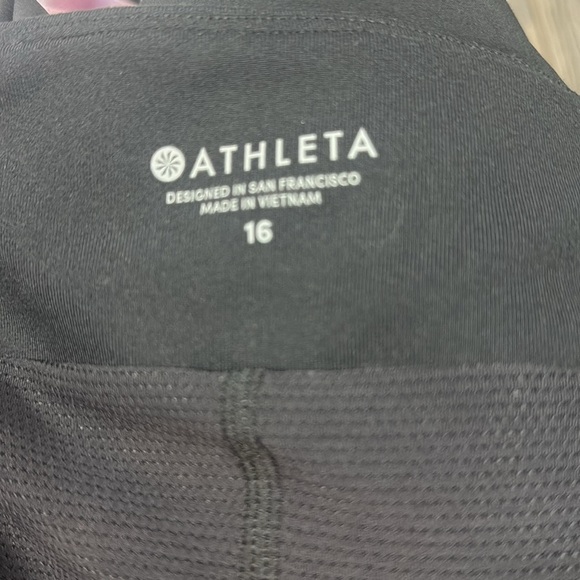 ATHLETA
DESIGNED IN SAN FRANCISCO
MADE IN VIETNAM
16